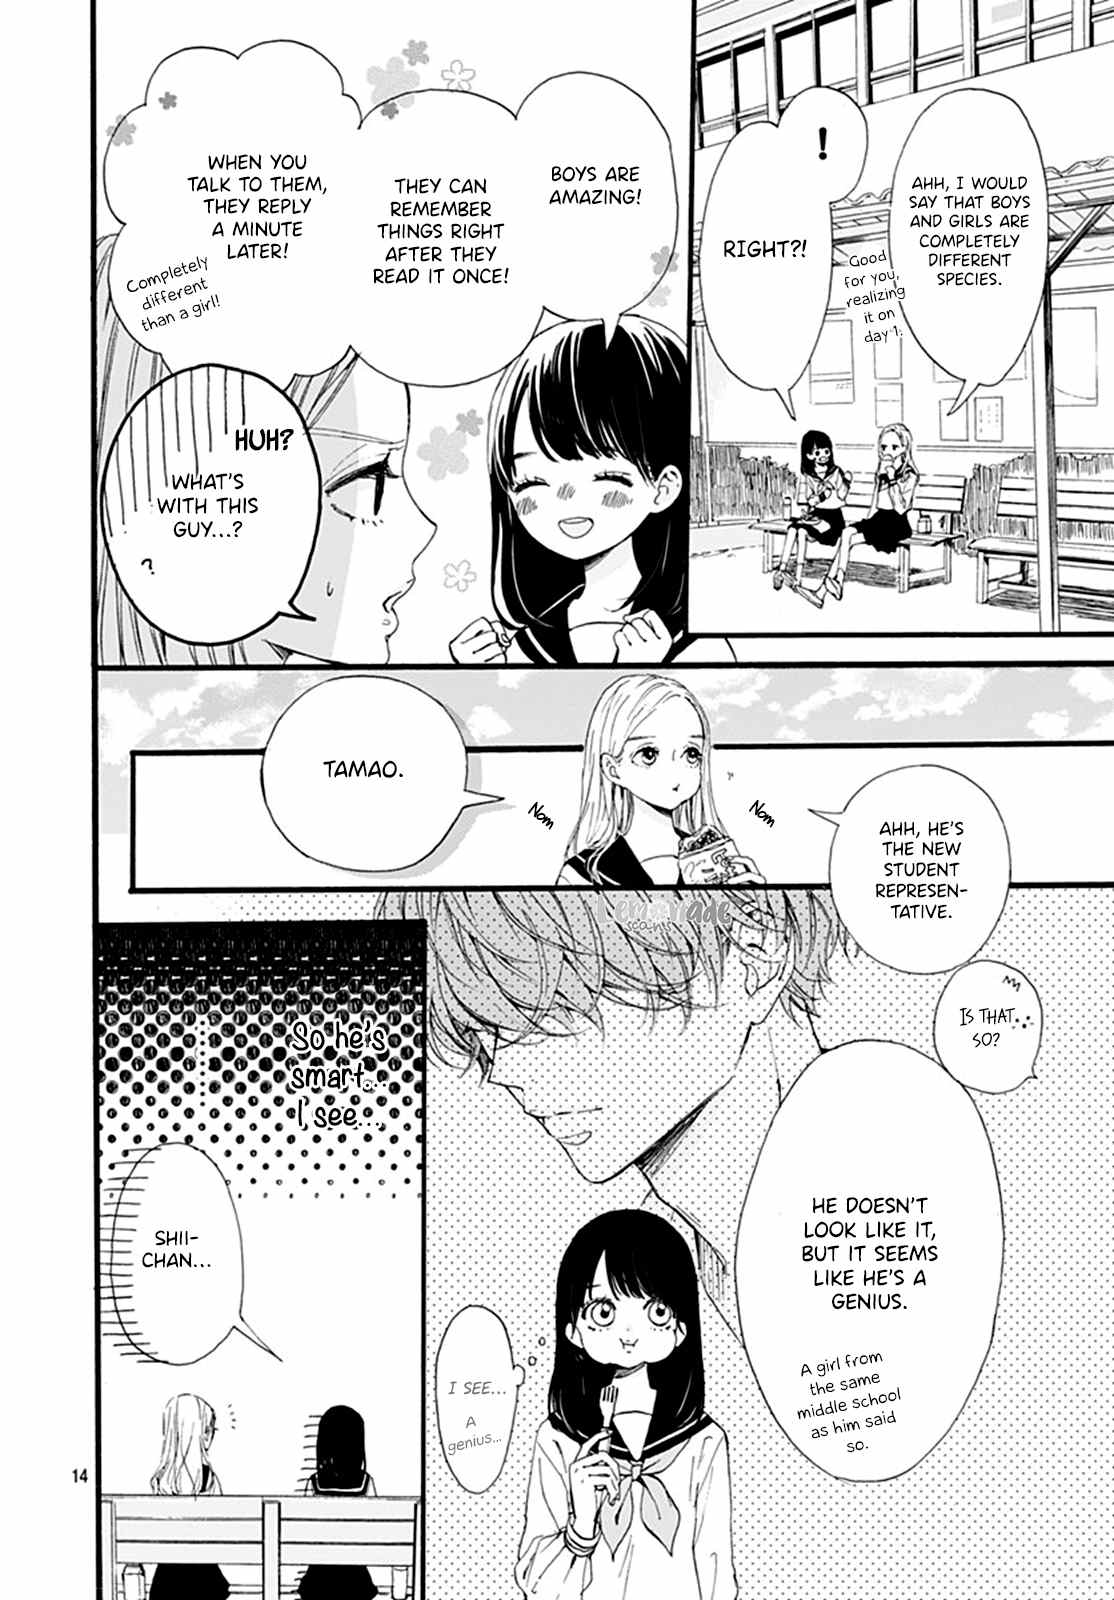 AHH, I WOULD
SAY THAT BOYS
AND GIRLS ARE
COMPLETELY
DIFFERENT
SPECIES.
Good
for you,
realizing
it on
day 1.
!
RIGHT?!
BOYS ARE
AMAZING!
THEY CAN
REMEMBER
THINGS RIGHT
AFTER THEY
READ IT ONCE!
WHEN YOU
TALK TO THEM,
THEY REPLY
A MINUTE
LATER!
Completely
different
than a girl!
HUH?
WHAT'S
WITH THIS
GUY...?
?
AHH, HE'S
THE NEW
STUDENT
REPRESEN-
TATIVE.
Nom
Nom
TAMAO.
Lemonade
scans
IS THAT
SO?
HE DOESN'T
LOOK LIKE IT,
BUT IT SEEMS
LIKE HE'S A
GENIUS.
A girl from
the same
middle school
as him said
so.
I SEE...
A
genius...
So he's
smart...
I see...
SHII-
CHAN...
14